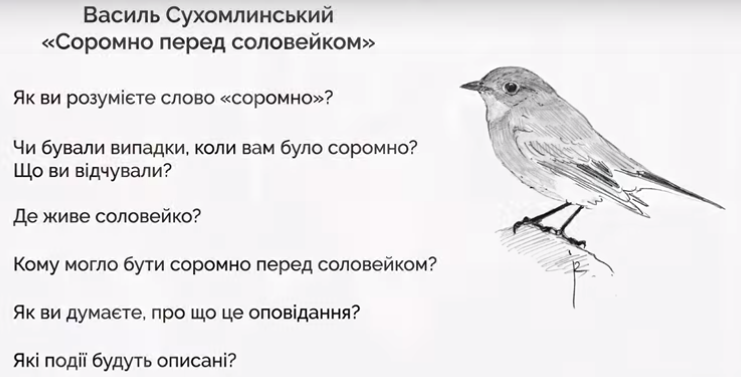 Василь Сухомлинський
«Соромно перед соловейком»
Як ви розумієте слово «соромно»?
Чи бували випадки, коли вам було соромно?
Що ви відчували?
Де живе соловейко?
Кому могло бути соромно перед соловейком?
Як ви думаєте, про що це оповідання?
Які події будуть описані?